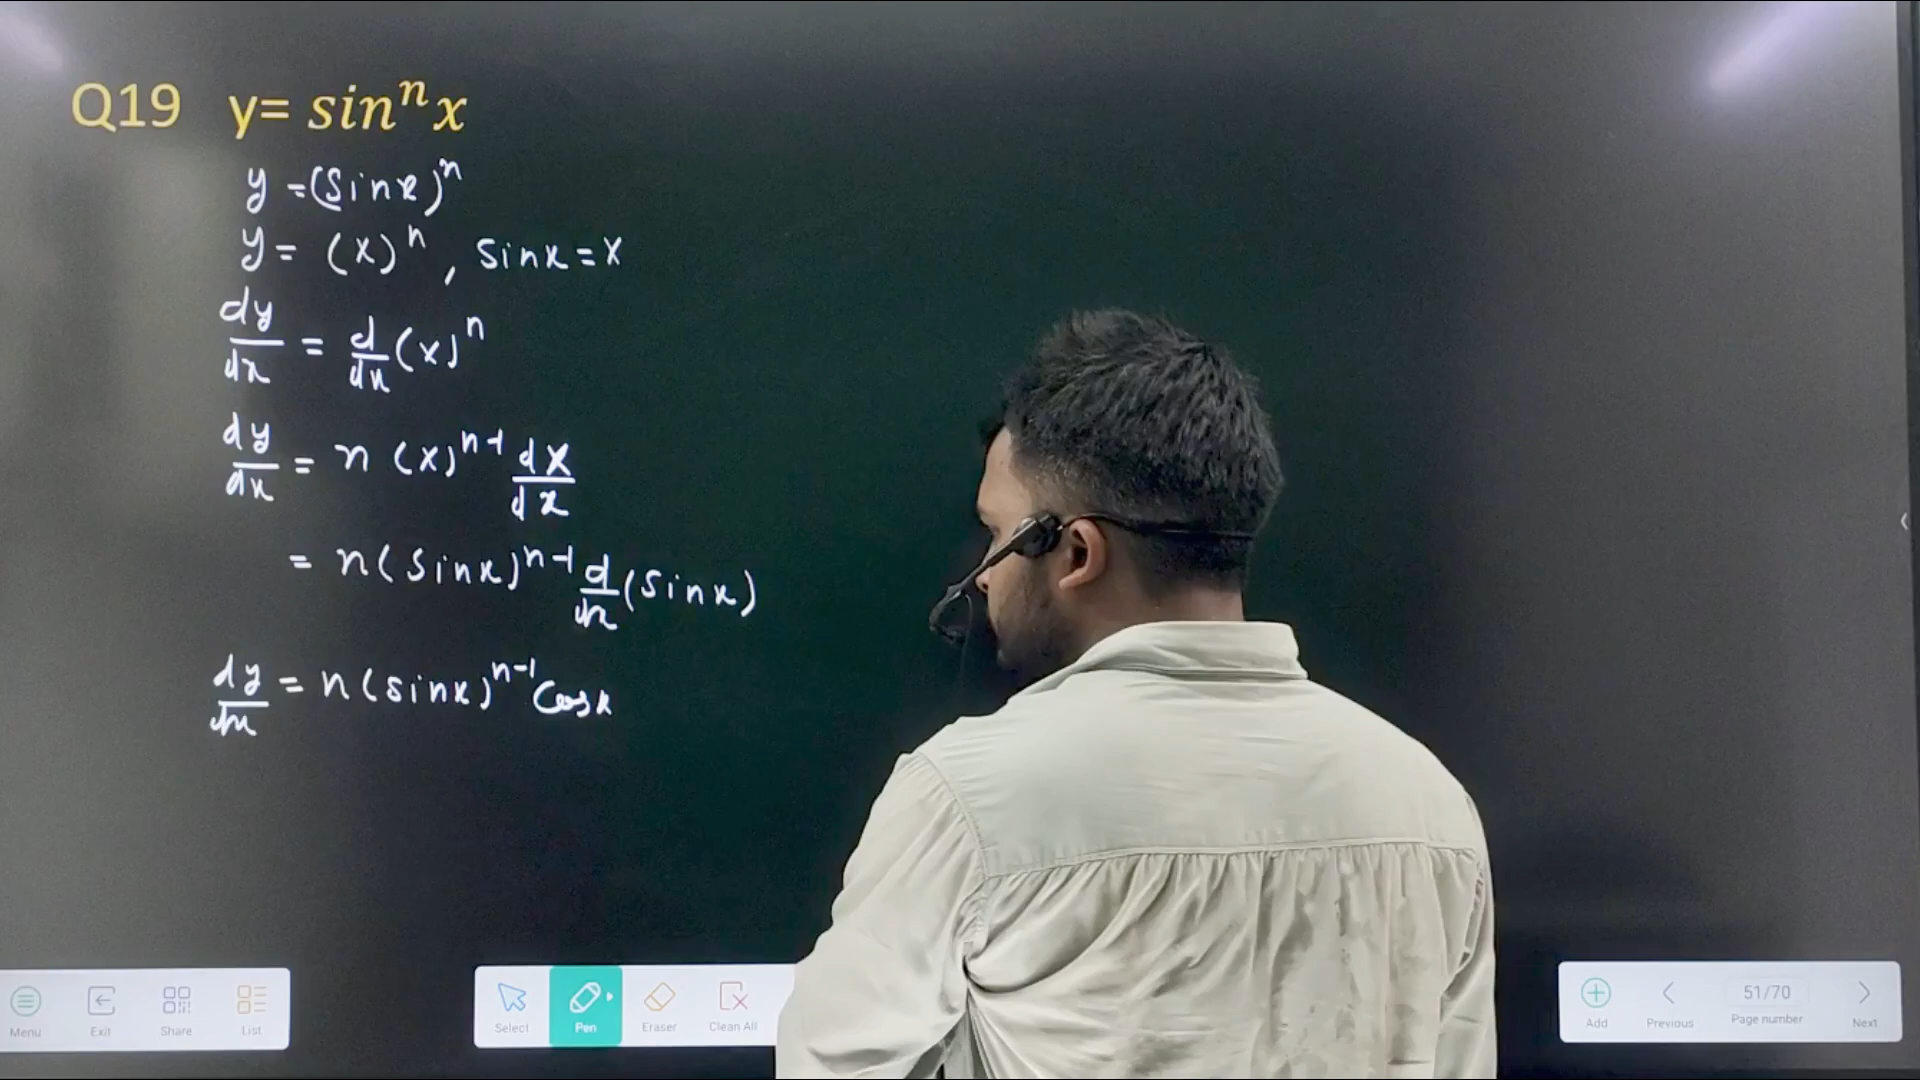 Q19 y= sinⁿx
y =(Sinx)ⁿ
y= (X)ⁿ, Sinx=X
dy/dx = d/dx (X)ⁿ
dy/dx = n (X)ⁿ⁻¹ dX/dx
= n(Sinx)ⁿ⁻¹ d/dx (Sinx)
dy/dx = n(sinx)ⁿ⁻¹ Cosx
Menu Exit Share List Select Pen Eraser Clean All Add Previous 51/70 Page number Next